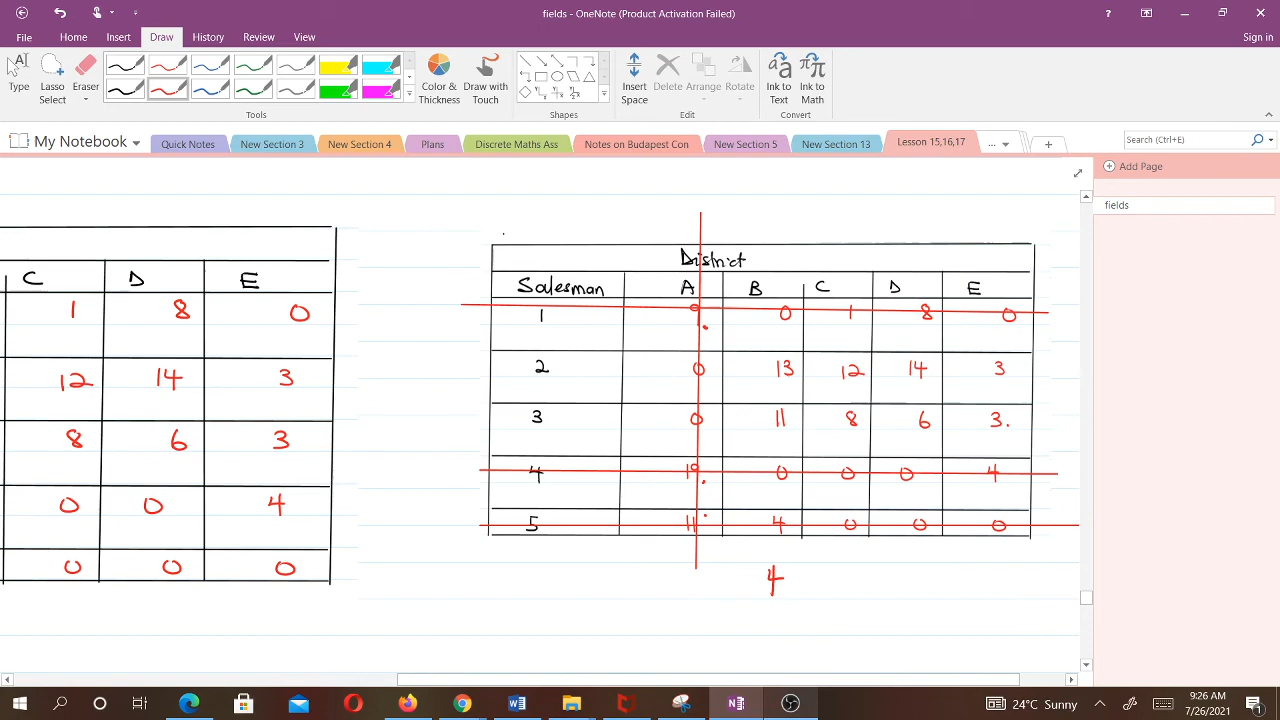 fields - OneNote (Product Activation Failed)
? Sign in
File Home Insert Draw History Review View
Type Lasso Select Eraser Color & Thickness Draw with Touch Insert Space Delete Arrange Rotate Ink to Text Ink to Math
Tools Shapes Edit Convert
My Notebook Quick Notes New Section 3 New Section 4 Plans Discrete Maths Ass Notes on Budapest Con New Section 5 New Section 13 Lesson 15,16,17 ... + Search (Ctrl+E)
Add Page
fields
C D E
1 8 0
12 14 3
8 6 3
0 0 4
0 0 0
District
Salesman A B C D E
1 0 1 8 0
2 0 13 12 14 3
3 0 11 8 6 3.
4 0 0 0 4
5 11 4 0 0 0
4
24°C Sunny
9:26 AM
7/26/2021